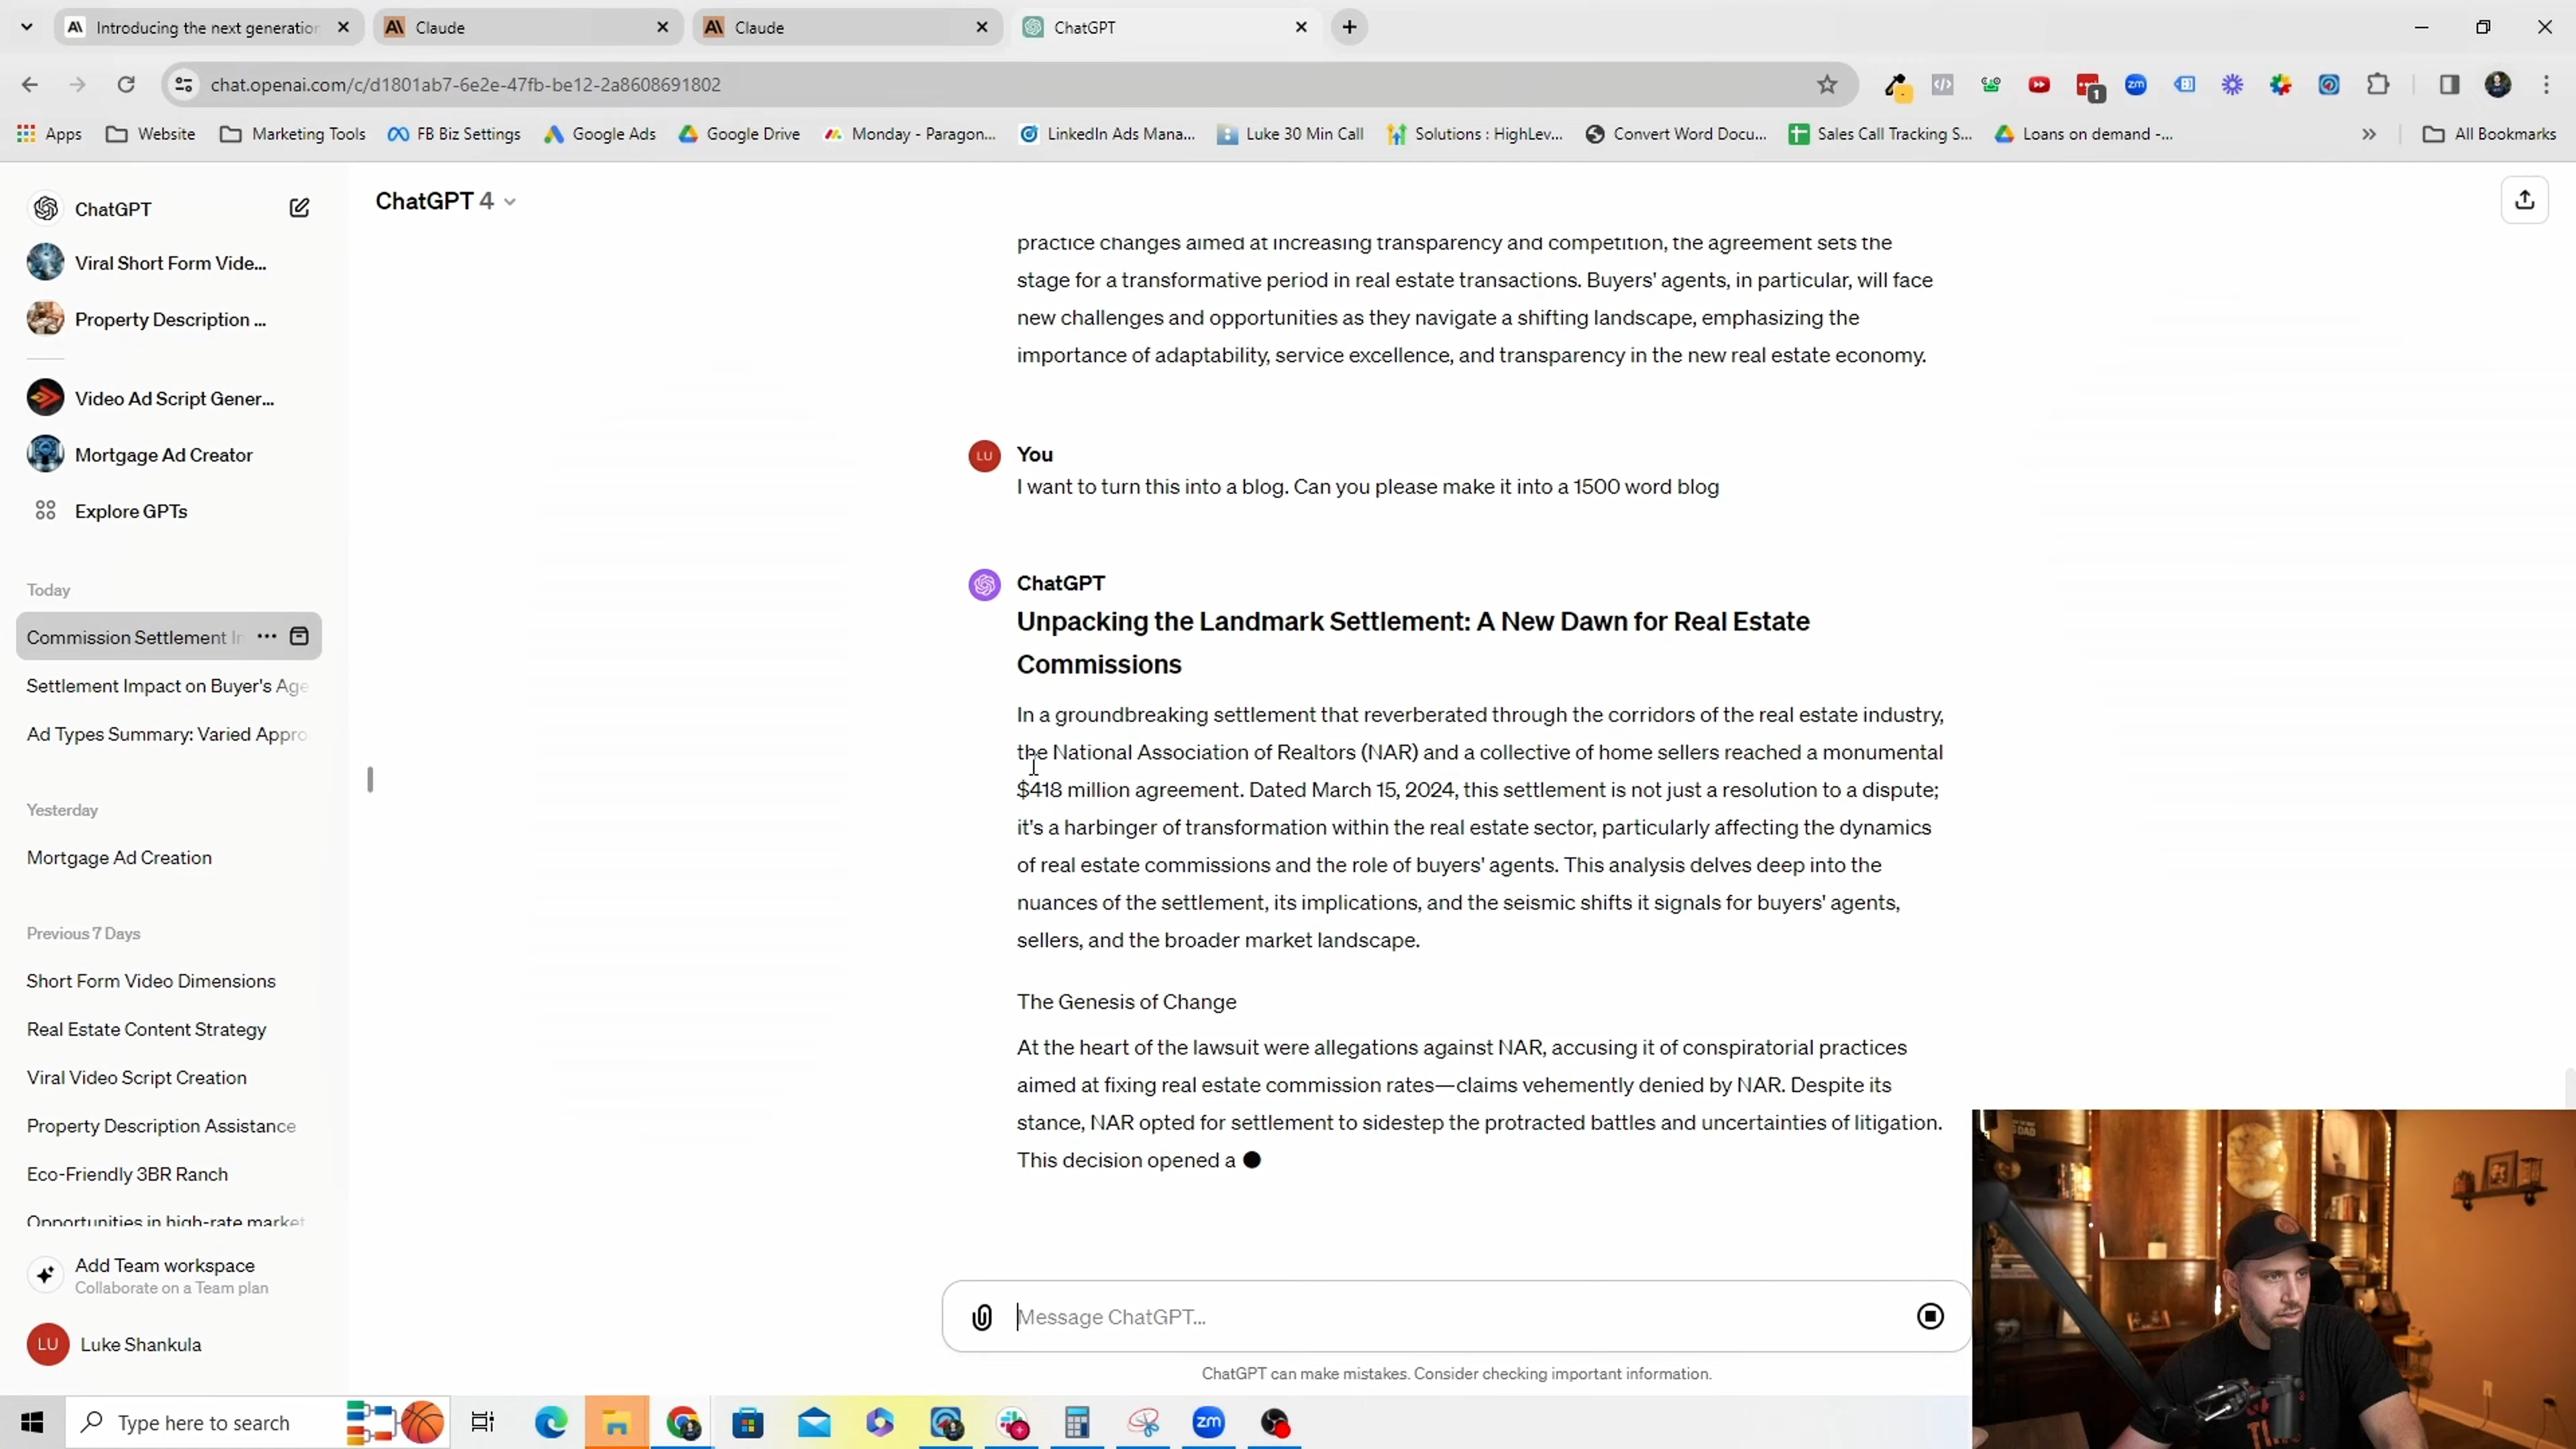 Introducing the next generation
Claude
Claude
ChatGPT
chat.openai.com/c/d1801ab7-6e2e-47fb-be12-2a8608691802
1
zm
Apps
Website
Marketing Tools
FB Biz Settings
Google Ads
Google Drive
Monday - Paragon...
LinkedIn Ads Mana...
Luke 30 Min Call
Solutions : HighLev...
Convert Word Docu...
Sales Call Tracking S...
Loans on demand -...
All Bookmarks
ChatGPT
Viral Short Form Vide...
Property Description ...
Video Ad Script Gener...
Mortgage Ad Creator
Explore GPTs
Today
Commission Settlement In
Settlement Impact on Buyer's Age
Ad Types Summary: Varied Appro
Yesterday
Mortgage Ad Creation
Previous 7 Days
Short Form Video Dimensions
Real Estate Content Strategy
Viral Video Script Creation
Property Description Assistance
Eco-Friendly 3BR Ranch
Opportunities in high-rate market
Add Team workspace
Collaborate on a Team plan
LU
Luke Shankula
ChatGPT 4
practice changes aimed at increasing transparency and competition, the agreement sets the
stage for a transformative period in real estate transactions. Buyers' agents, in particular, will face
new challenges and opportunities as they navigate a shifting landscape, emphasizing the
importance of adaptability, service excellence, and transparency in the new real estate economy.
LU
You
I want to turn this into a blog. Can you please make it into a 1500 word blog
ChatGPT
Unpacking the Landmark Settlement: A New Dawn for Real Estate
Commissions
In a groundbreaking settlement that reverberated through the corridors of the real estate industry,
the National Association of Realtors (NAR) and a collective of home sellers reached a monumental
$418 million agreement. Dated March 15, 2024, this settlement is not just a resolution to a dispute;
it's a harbinger of transformation within the real estate sector, particularly affecting the dynamics
of real estate commissions and the role of buyers' agents. This analysis delves deep into the
nuances of the settlement, its implications, and the seismic shifts it signals for buyers' agents,
sellers, and the broader market landscape.
The Genesis of Change
At the heart of the lawsuit were allegations against NAR, accusing it of conspiratorial practices
aimed at fixing real estate commission rates—claims vehemently denied by NAR. Despite its
stance, NAR opted for settlement to sidestep the protracted battles and uncertainties of litigation.
This decision opened a
Message ChatGPT...
ChatGPT can make mistakes. Consider checking important information.
Type here to search
zm